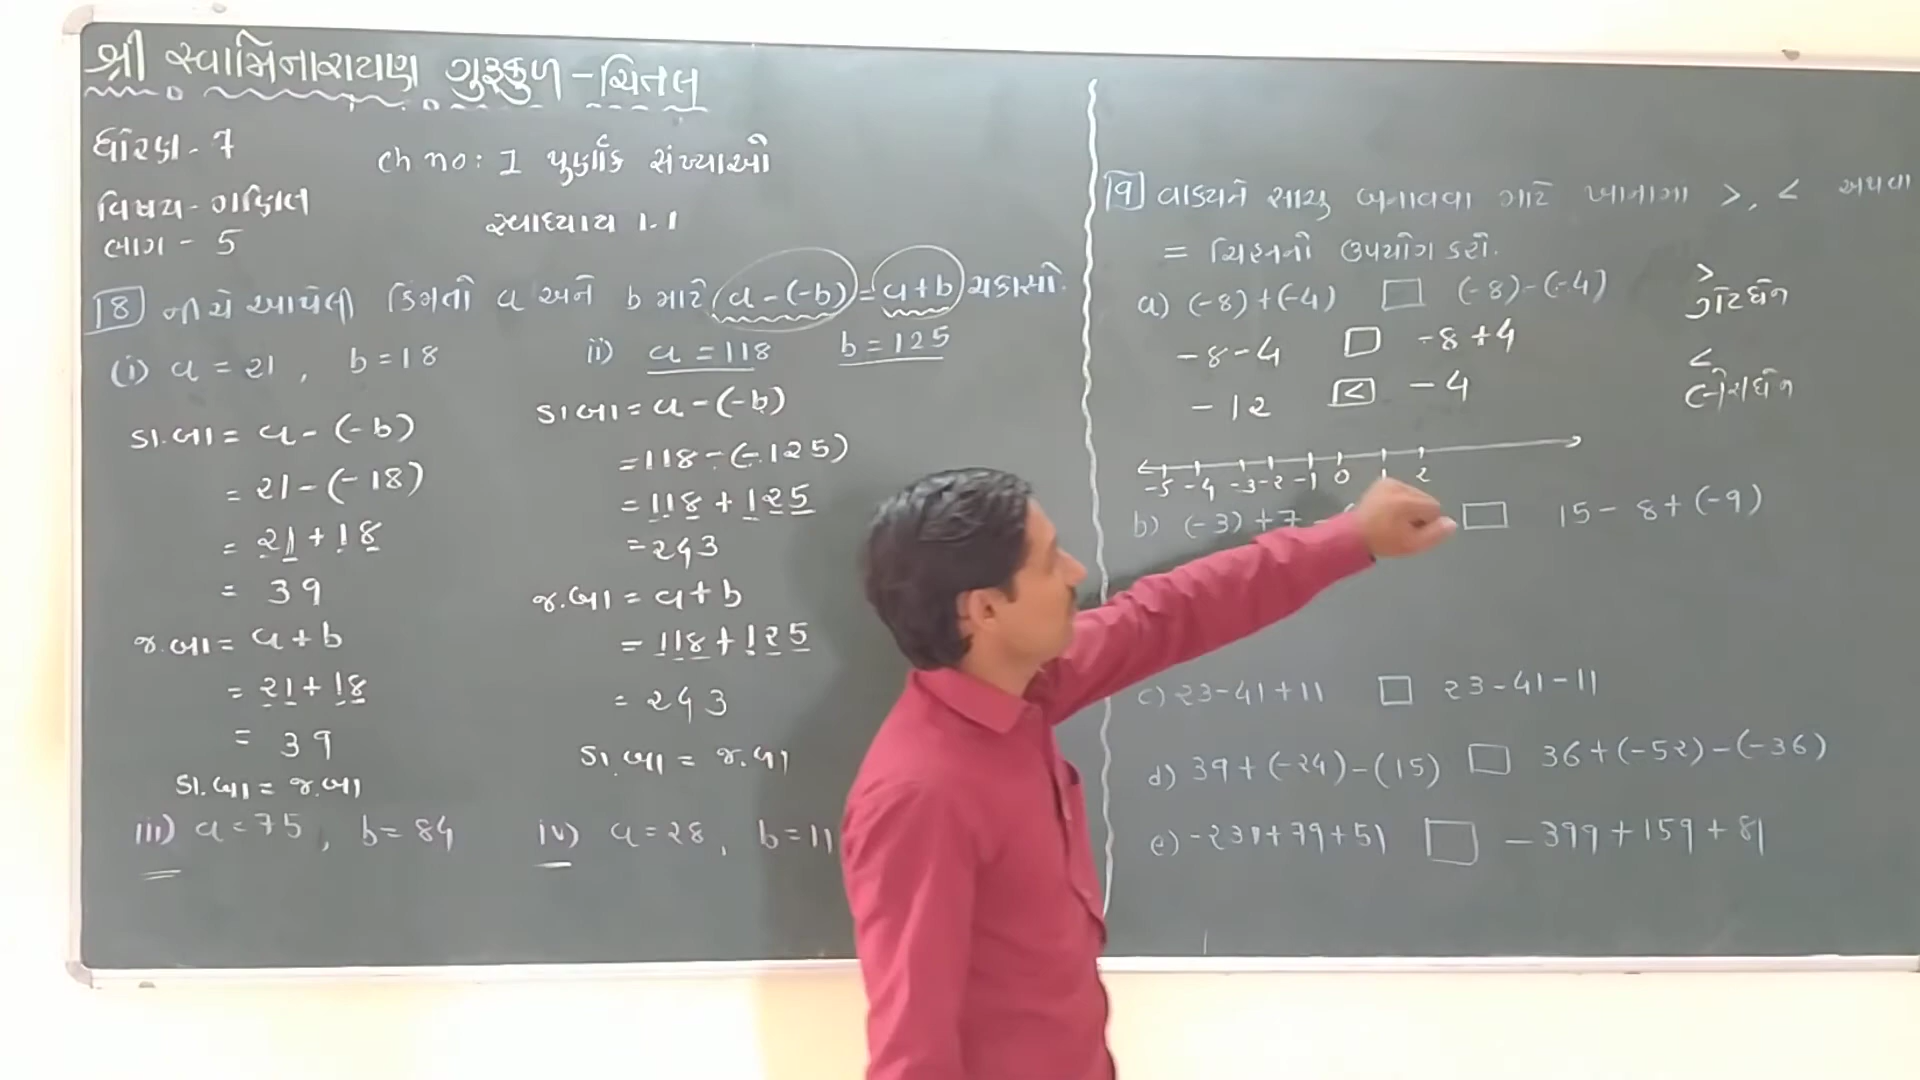 શ્રી સ્વામિનારાયણ ગુરૂકુળ - ચિતલ
ધોરણ - 7
ch no: 1 પુર્ણાંક સંખ્યાઓ
વિષય - ગણિત
સ્વાધ્યાય 1.1
ભાગ - 5
8 નીચે આપેલી કિંમતો a અને b માટે a-(-b) = a+b ચકાસો.
(i) a = 21 , b = 18
ડા.બા = a - (-b)
= 21 - (-18)
= 21 + 18
= 39
જ.બા = a + b
= 21 + 18
= 39
ડા.બા = જ.બા
ii) a = 118 b = 125
ડા.બા = a - (-b)
= 118 - (-125)
= 118 + 125
= 243
જ.બા = a + b
= 118 + 125
= 243
ડા.બા = જ.બા
iii) a = 75 , b = 84
iv) a = 28 , b = 11
9 વાક્યને સાચુ બનાવવા માટે ખાનામા >, < અથવા
= ચિહ્નનો ઉપયોગ કરો.
a) (-8)+(-4) □ (-8)-(-4)
-8-4 □ -8+4
-12 < -4
>
ગ્રેટધેન
<
લેસધેન
-5 -4 -3 -2 -1 0 1 2
b) (-3)+7- □ 15-8+(-9)
c) 23-41+11 □ 23-41-11
d) 39+(-24)-(15) □ 36+(-52)-(-36)
e) -231+79+51 □ -399+159+81